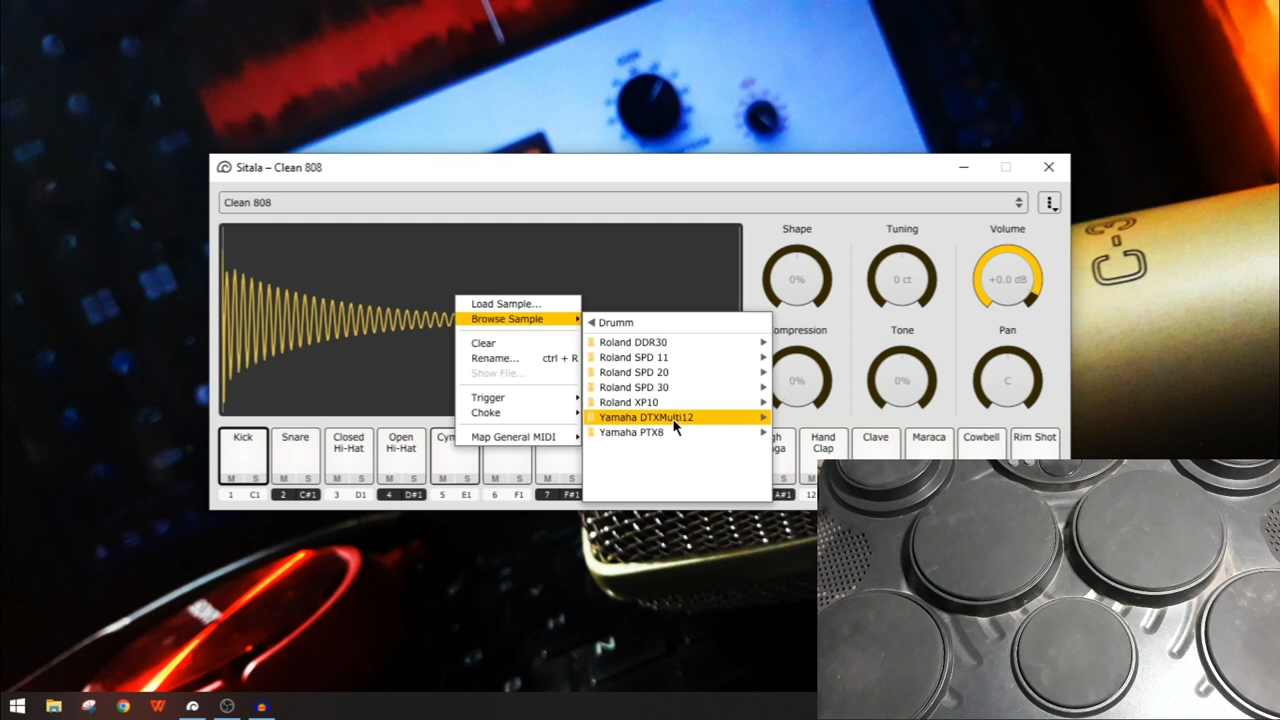 Sitala – Clean 808
Clean 808
Shape
Tuning
Volume
0%
0 ct
+0.0 dB
Load Sample...
Browse Sample
Clear
Rename... ctrl + R
Show File...
Trigger
Choke
Map General MIDI
Drumm
Roland DDR30
Roland SPD 11
Roland SPD 20
Roland SPD 30
Roland XP10
Yamaha DTXMulti12
Yamaha PTX8
Tone
Pan
0%
0%
C
Kick
Snare
Closed Hi-Hat
Open Hi-Hat
Hand Clap
Clave
Maraca
Cowbell
Rim Shot
M S
M S
M S
M S
1 C1
2 C#1
3 D1
4 D#1
5 E1
6 F1
7 F#1
A#1
12
C-3